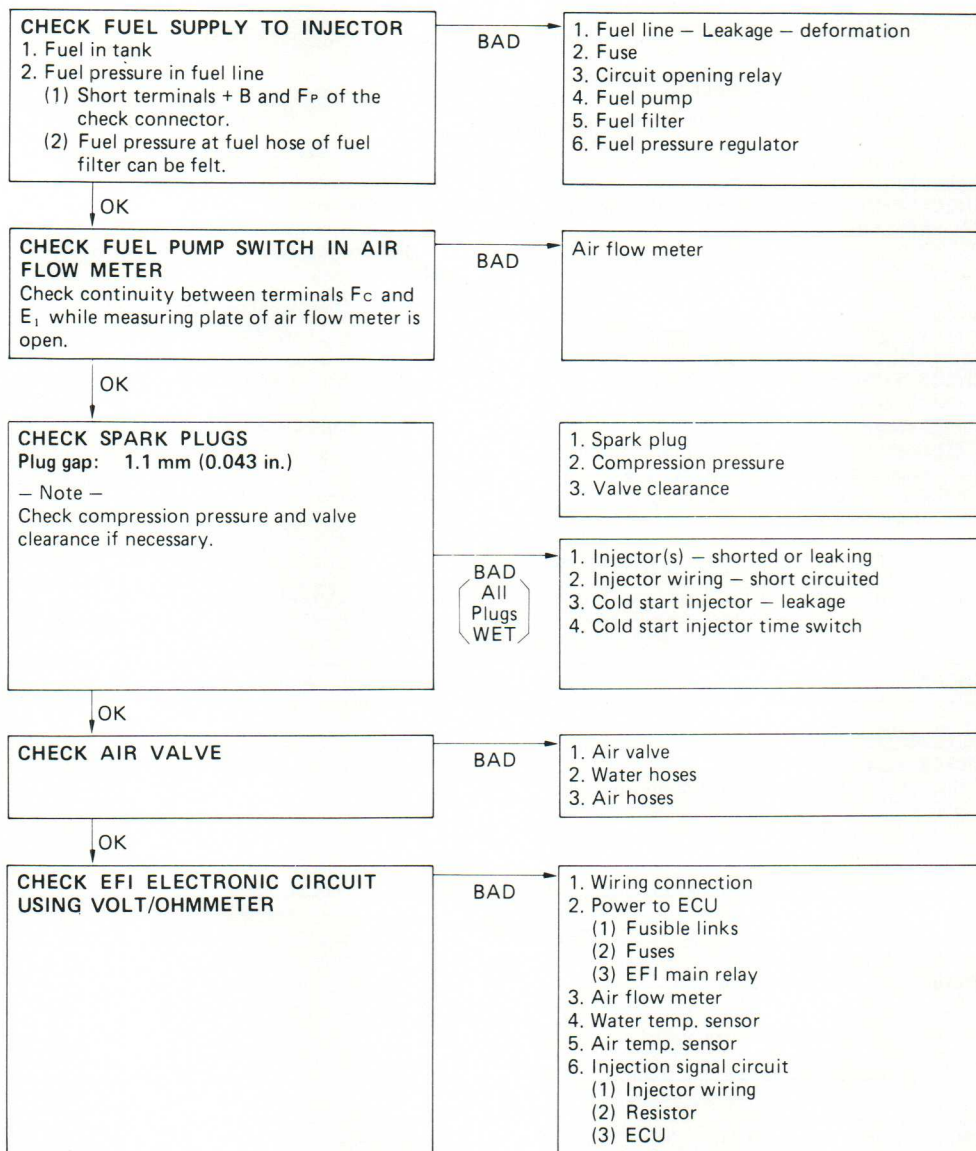 CHECK FUEL SUPPLY TO INJECTOR
1. Fuel in tank
2. Fuel pressure in fuel line
(1) Short terminals + B and FP of the
check connector.
(2) Fuel pressure at fuel hose of fuel
filter can be felt.
BAD
1. Fuel line – Leakage – deformation
2. Fuse
3. Circuit opening relay
4. Fuel pump
5. Fuel filter
6. Fuel pressure regulator
OK
CHECK FUEL PUMP SWITCH IN AIR
FLOW METER
Check continuity between terminals Fc and
E₁ while measuring plate of air flow meter is
open.
BAD
Air flow meter
OK
CHECK SPARK PLUGS
Plug gap: 1.1 mm (0.043 in.)
– Note –
Check compression pressure and valve
clearance if necessary.
1. Spark plug
2. Compression pressure
3. Valve clearance
BAD
All
Plugs
WET
1. Injector(s) – shorted or leaking
2. Injector wiring – short circuited
3. Cold start injector – leakage
4. Cold start injector time switch
OK
CHECK AIR VALVE
BAD
1. Air valve
2. Water hoses
3. Air hoses
OK
CHECK EFI ELECTRONIC CIRCUIT
USING VOLT/OHMMETER
BAD
1. Wiring connection
2. Power to ECU
(1) Fusible links
(2) Fuses
(3) EFI main relay
3. Air flow meter
4. Water temp. sensor
5. Air temp. sensor
6. Injection signal circuit
(1) Injector wiring
(2) Resistor
(3) ECU